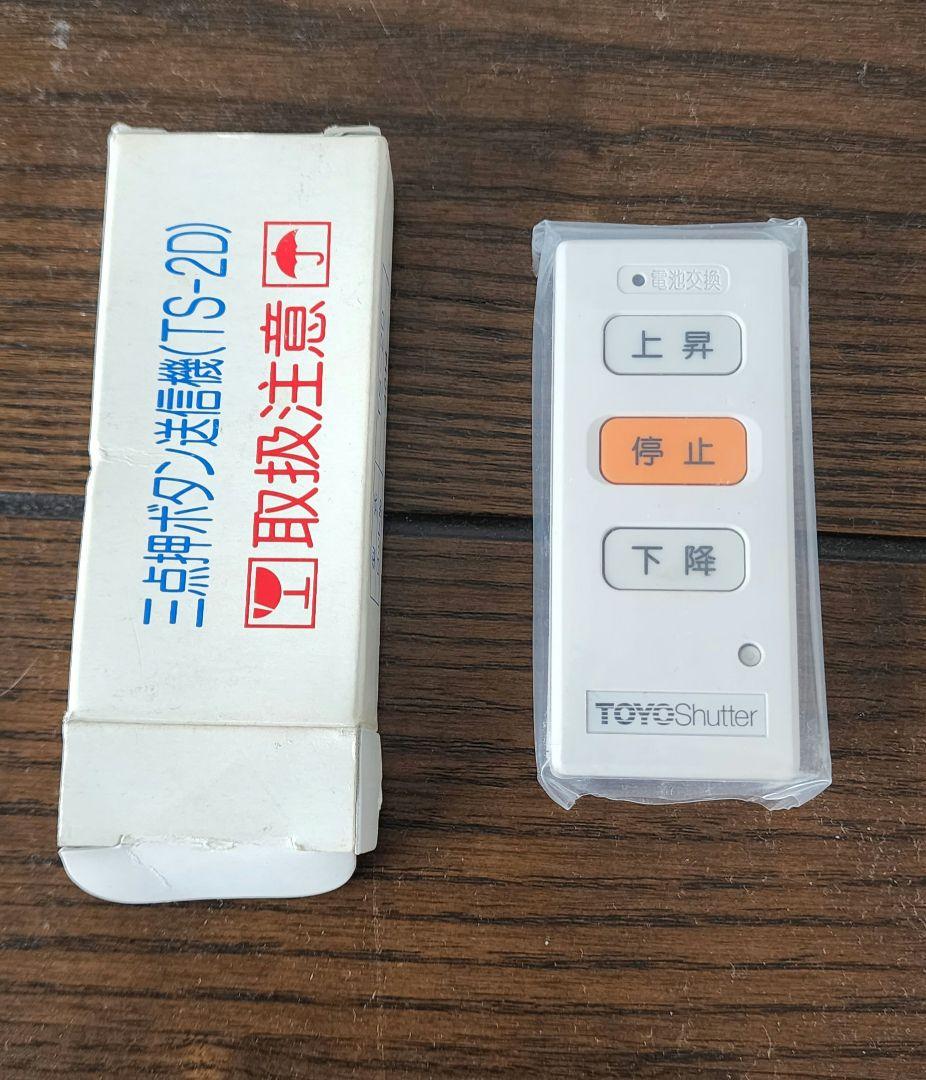 三点押ボタン送信機(TS-2D)
取扱注意
電池交換
上昇
停止
下降
TOYOShutter